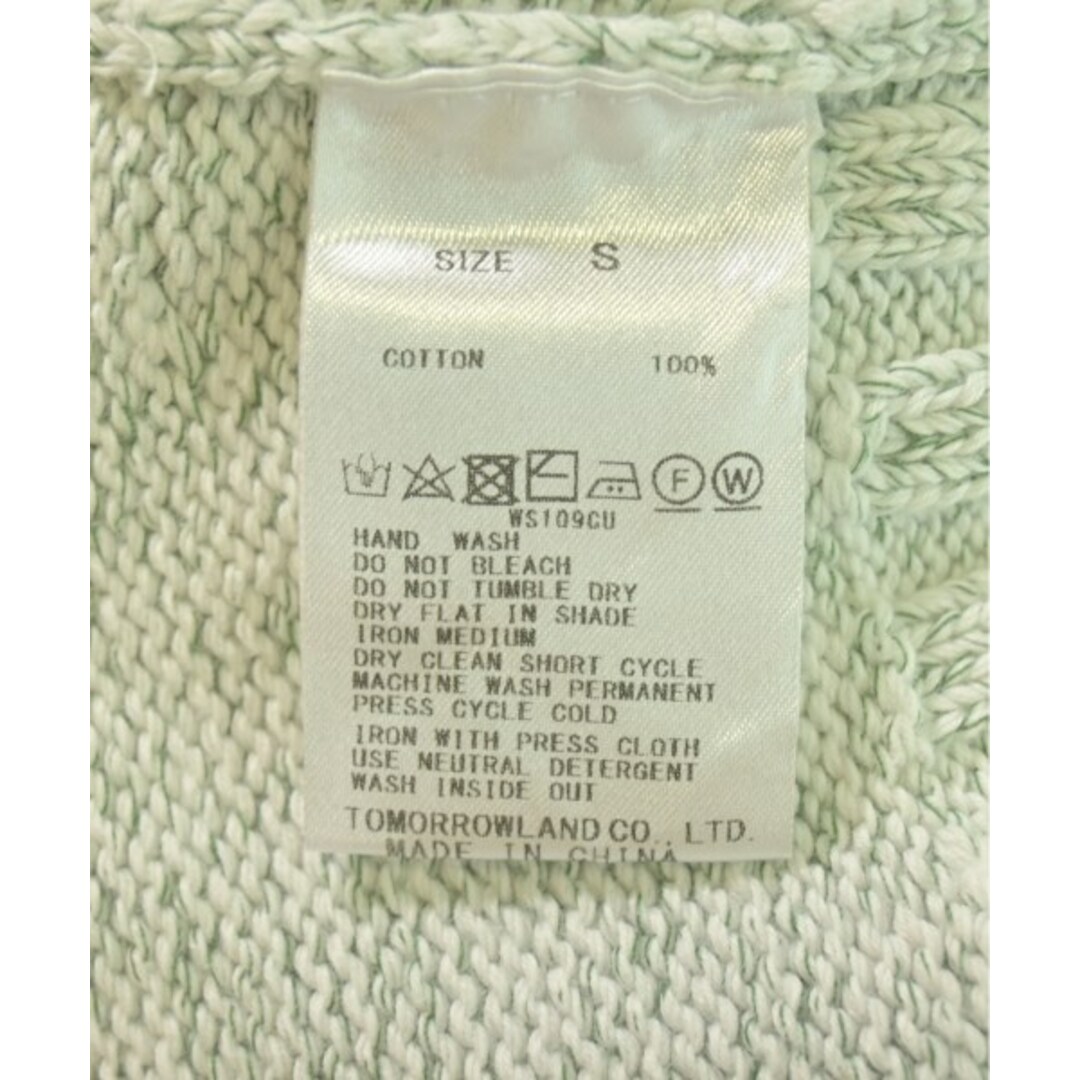 SIZE S
COTTON 100%
F W
WS109GU
HAND WASH
DO NOT BLEACH
DO NOT TUMBLE DRY
DRY FLAT IN SHADE
IRON MEDIUM
DRY CLEAN SHORT CYCLE
MACHINE WASH PERMANENT
PRESS CYCLE COLD
IRON WITH PRESS CLOTH
USE NEUTRAL DETERGENT
WASH INSIDE OUT
TOMORROWLAND CO., LTD.
MADE IN CHINA